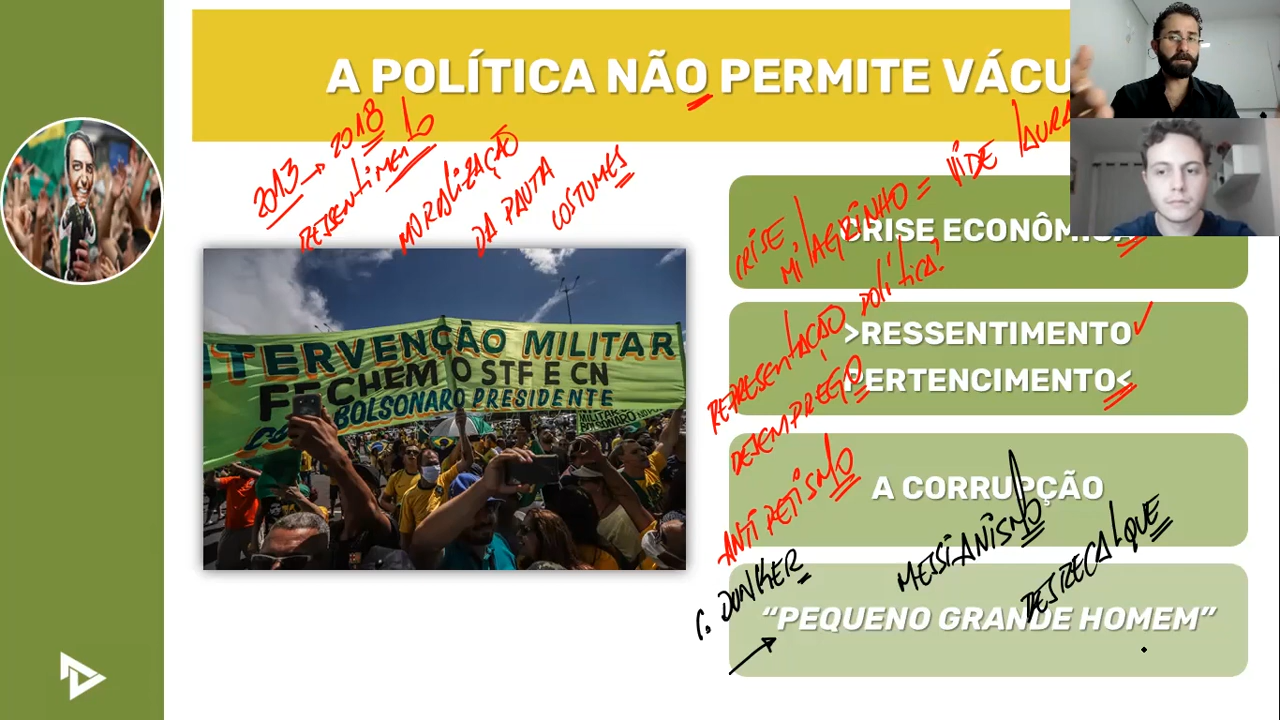 A POLÍTICA NÃO PERMITE VÁCU
2013 → 2018
RESSENTIMENTO
MORALIZAÇÃO
DA PAUTA
COSTUMES
INTERVENÇÃO MILITAR
FECHEM O STF E CN
BOLSONARO PRESIDENTE
CRISE ECONÔMICA
CRISE
MILAGRINHO = VIDE LAURA
>RESSENTIMENTO
PERTENCIMENTO<
REPRESENTAÇÃO POLÍTICA!
DESEMPREGO
ANTIPETISMO
A CORRUPÇÃO
C. DUNKER
MESSIANISMO
DESRECALQUE
“PEQUENO GRANDE HOMEM”